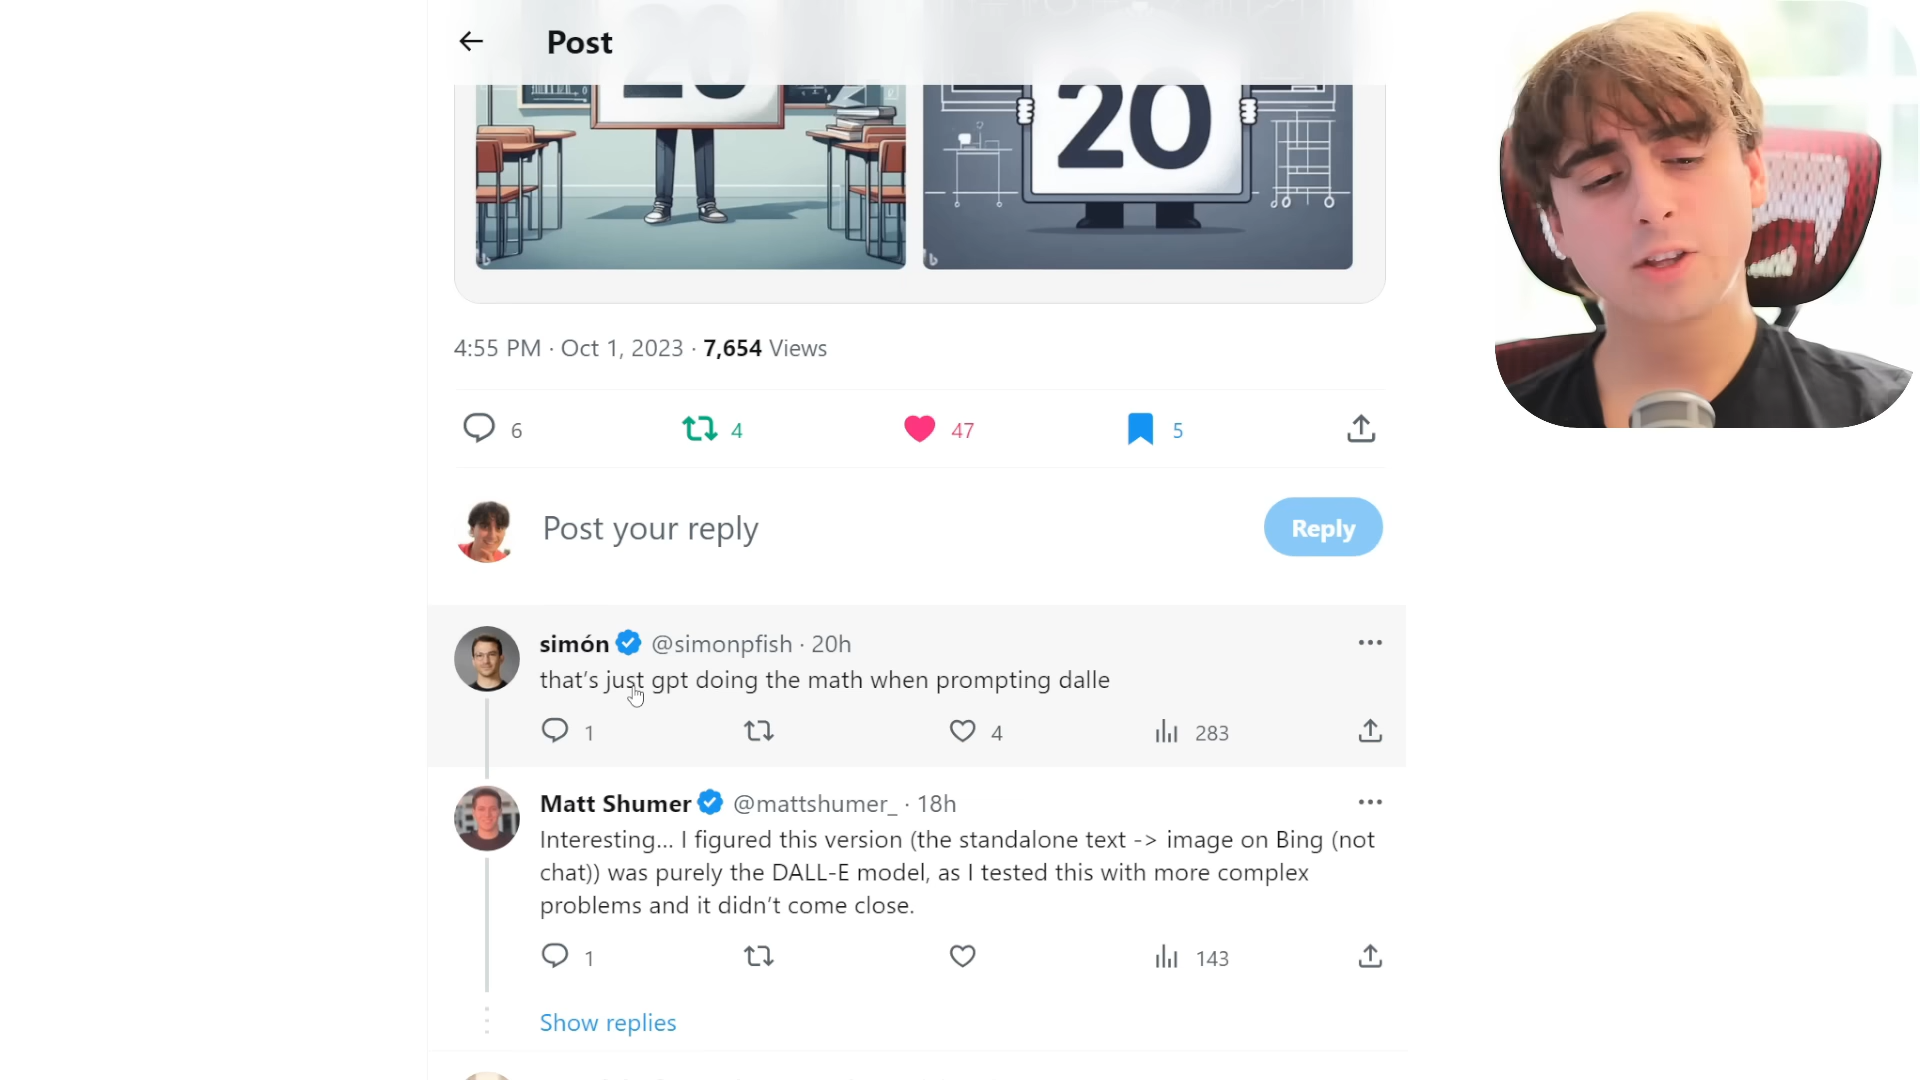 Post
20
20
4:55 PM · Oct 1, 2023 · 7,654 Views
6
4
47
5
Post your reply
Reply
simón @simonpfish · 20h
that's just gpt doing the math when prompting dalle
1
4
283
Matt Shumer @mattshumer_ · 18h
Interesting... I figured this version (the standalone text -> image on Bing (not
chat)) was purely the DALL-E model, as I tested this with more complex
problems and it didn't come close.
1
143
Show replies